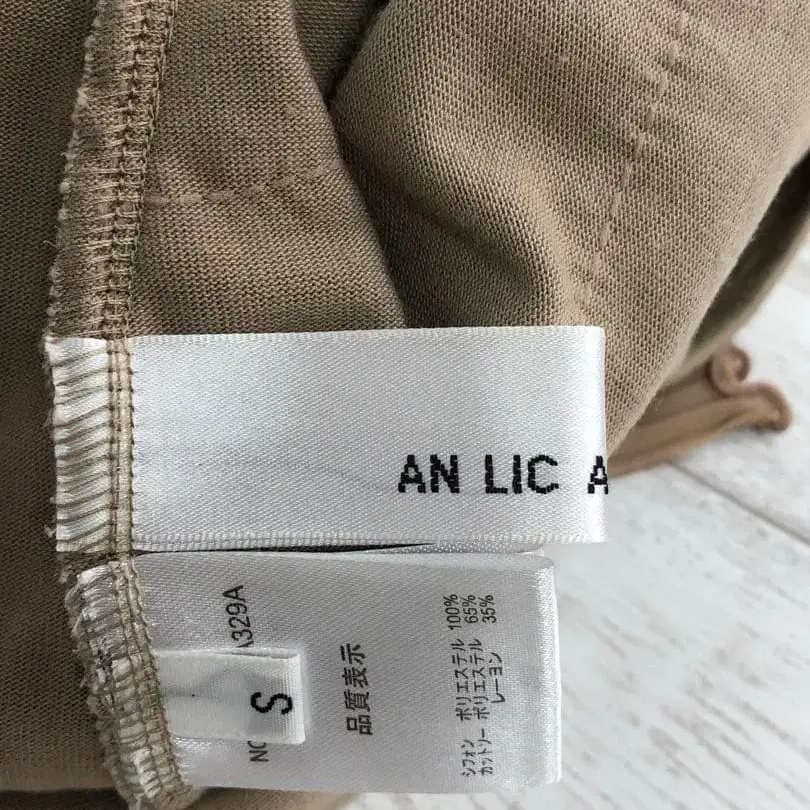 AN LIC A
A329A
S
品質表示
シフォン ポリエステル 100%
カットソー ポリエステル 65%
レーヨン 35%